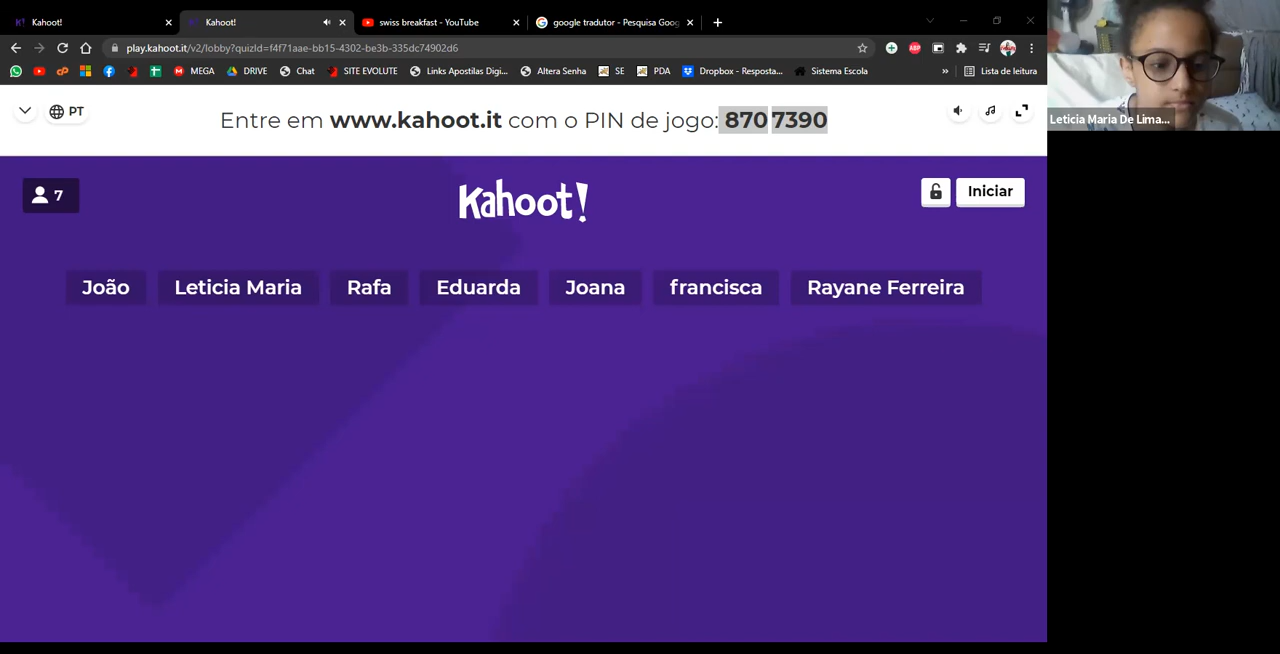 Kahoot!
Kahoot!
swiss breakfast - YouTube
google tradutor - Pesquisa Goog
play.kahoot.it/v2/lobby?quizId=f4f71aae-bb15-4302-be3b-335dc74902d6
MEGA DRIVE Chat SITE EVOLUTE Links Apostilas Digi... Altera Senha SE PDA Dropbox - Respost... Sistema Escola » Lista de leitura
PT
Entre em www.kahoot.it com o PIN de jogo: 870 7390
7
Kahoot!
Iniciar
João Leticia Maria Rafa Eduarda Joana francisca Rayane Ferreira
Leticia Maria De Lima...